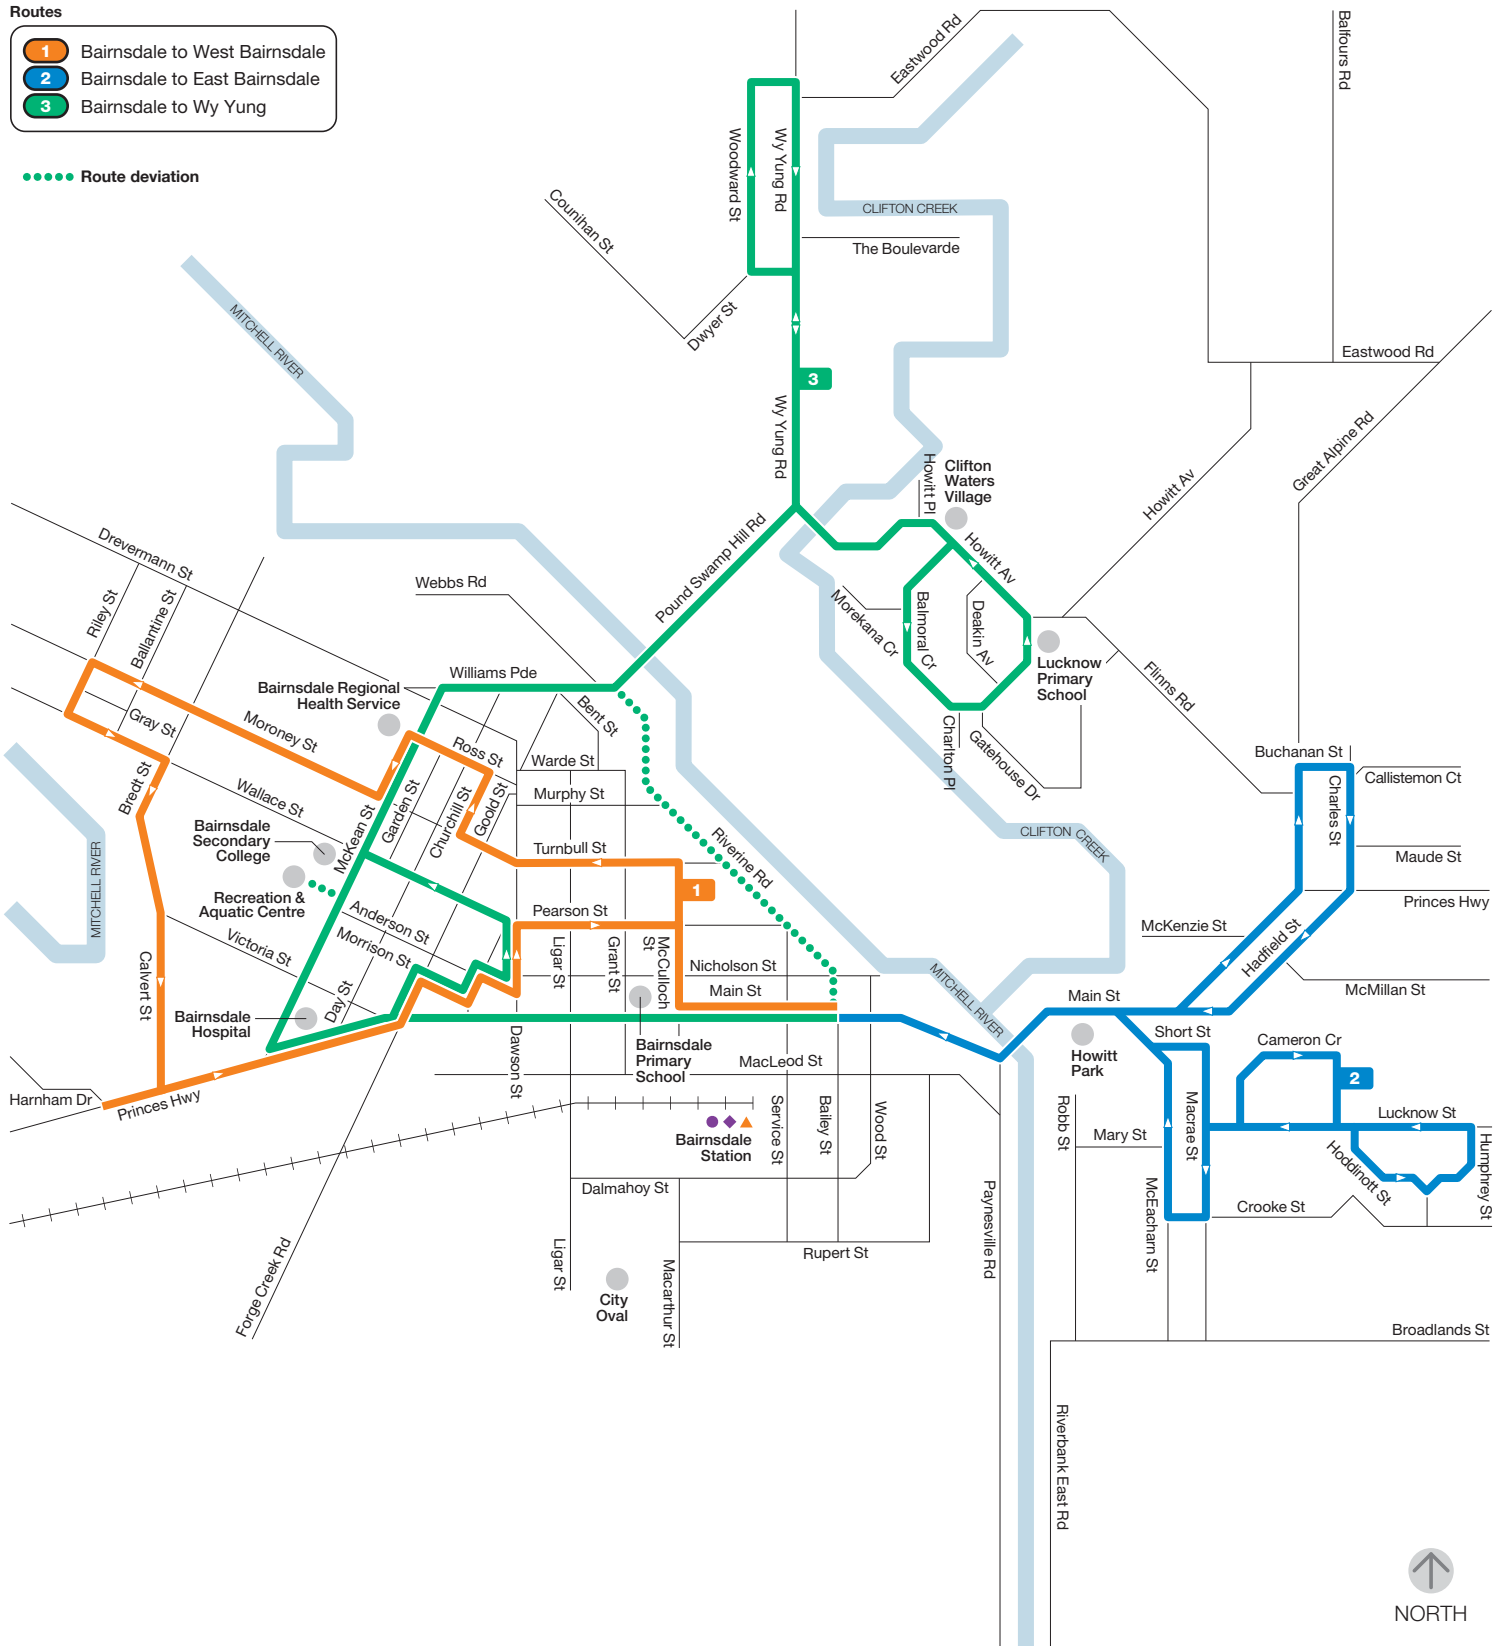 Routes
1 Bairnsdale to West Bairnsdale
2 Bairnsdale to East Bairnsdale
3 Bairnsdale to Wy Yung
Route deviation
Eastwood Rd
Balfours Rd
Woodward St
Wy Yung Rd
CLIFTON CREEK
The Boulevarde
Counihan St
Dwyer St
MITCHELL RIVER
Eastwood Rd
3
Wy Yung Rd
Great Alpine Rd
Howitt Pl
Clifton
Waters
Village
Howitt Av
Howitt Av
Pound Swamp Hill Rd
Drevermann St
Webbs Rd
Riley St
Ballantine St
Morekana Cr
Balmoral Cr
Deakin Av
Lucknow
Primary
School
Flinns Rd
Williams Pde
Bairnsdale Regional
Health Service
Bent St
Gray St
Moroney St
Ross St
Warde St
Charlton Pl
Gatehouse Dr
Buchanan St
Callistemon Ct
Bredt St
Wallace St
Garden St
Churchill St
Goold St
Murphy St
Charles St
Bairnsdale
Secondary
College
McKean St
Turnbull St
Riverine Rd
CLIFTON CREEK
Maude St
MITCHELL RIVER
1
Recreation &
Aquatic Centre
Anderson St
Pearson St
Princes Hwy
McKenzie St
Victoria St
Morrison St
Ligar St
Grant St
McCulloch
St
Nicholson St
Hadfield St
Calvert St
Day St
Main St
MITCHELL RIVER
Main St
McMillan St
Bairnsdale
Hospital
Dawson St
Bairnsdale
Primary
School
MacLeod St
Howitt
Park
Short St
Cameron Cr
2
Harnham Dr
Princes Hwy
Bairnsdale
Station
Service St
Bailey St
Wood St
Robb St
Mary St
Macrae St
Lucknow St
Hoddinott St
Humphrey St
Dalmahoy St
Paynesville Rd
McEacharn St
Crooke St
Forge Creek Rd
Ligar St
City
Oval
Macarthur St
Rupert St
Broadlands St
Riverbank East Rd
NORTH